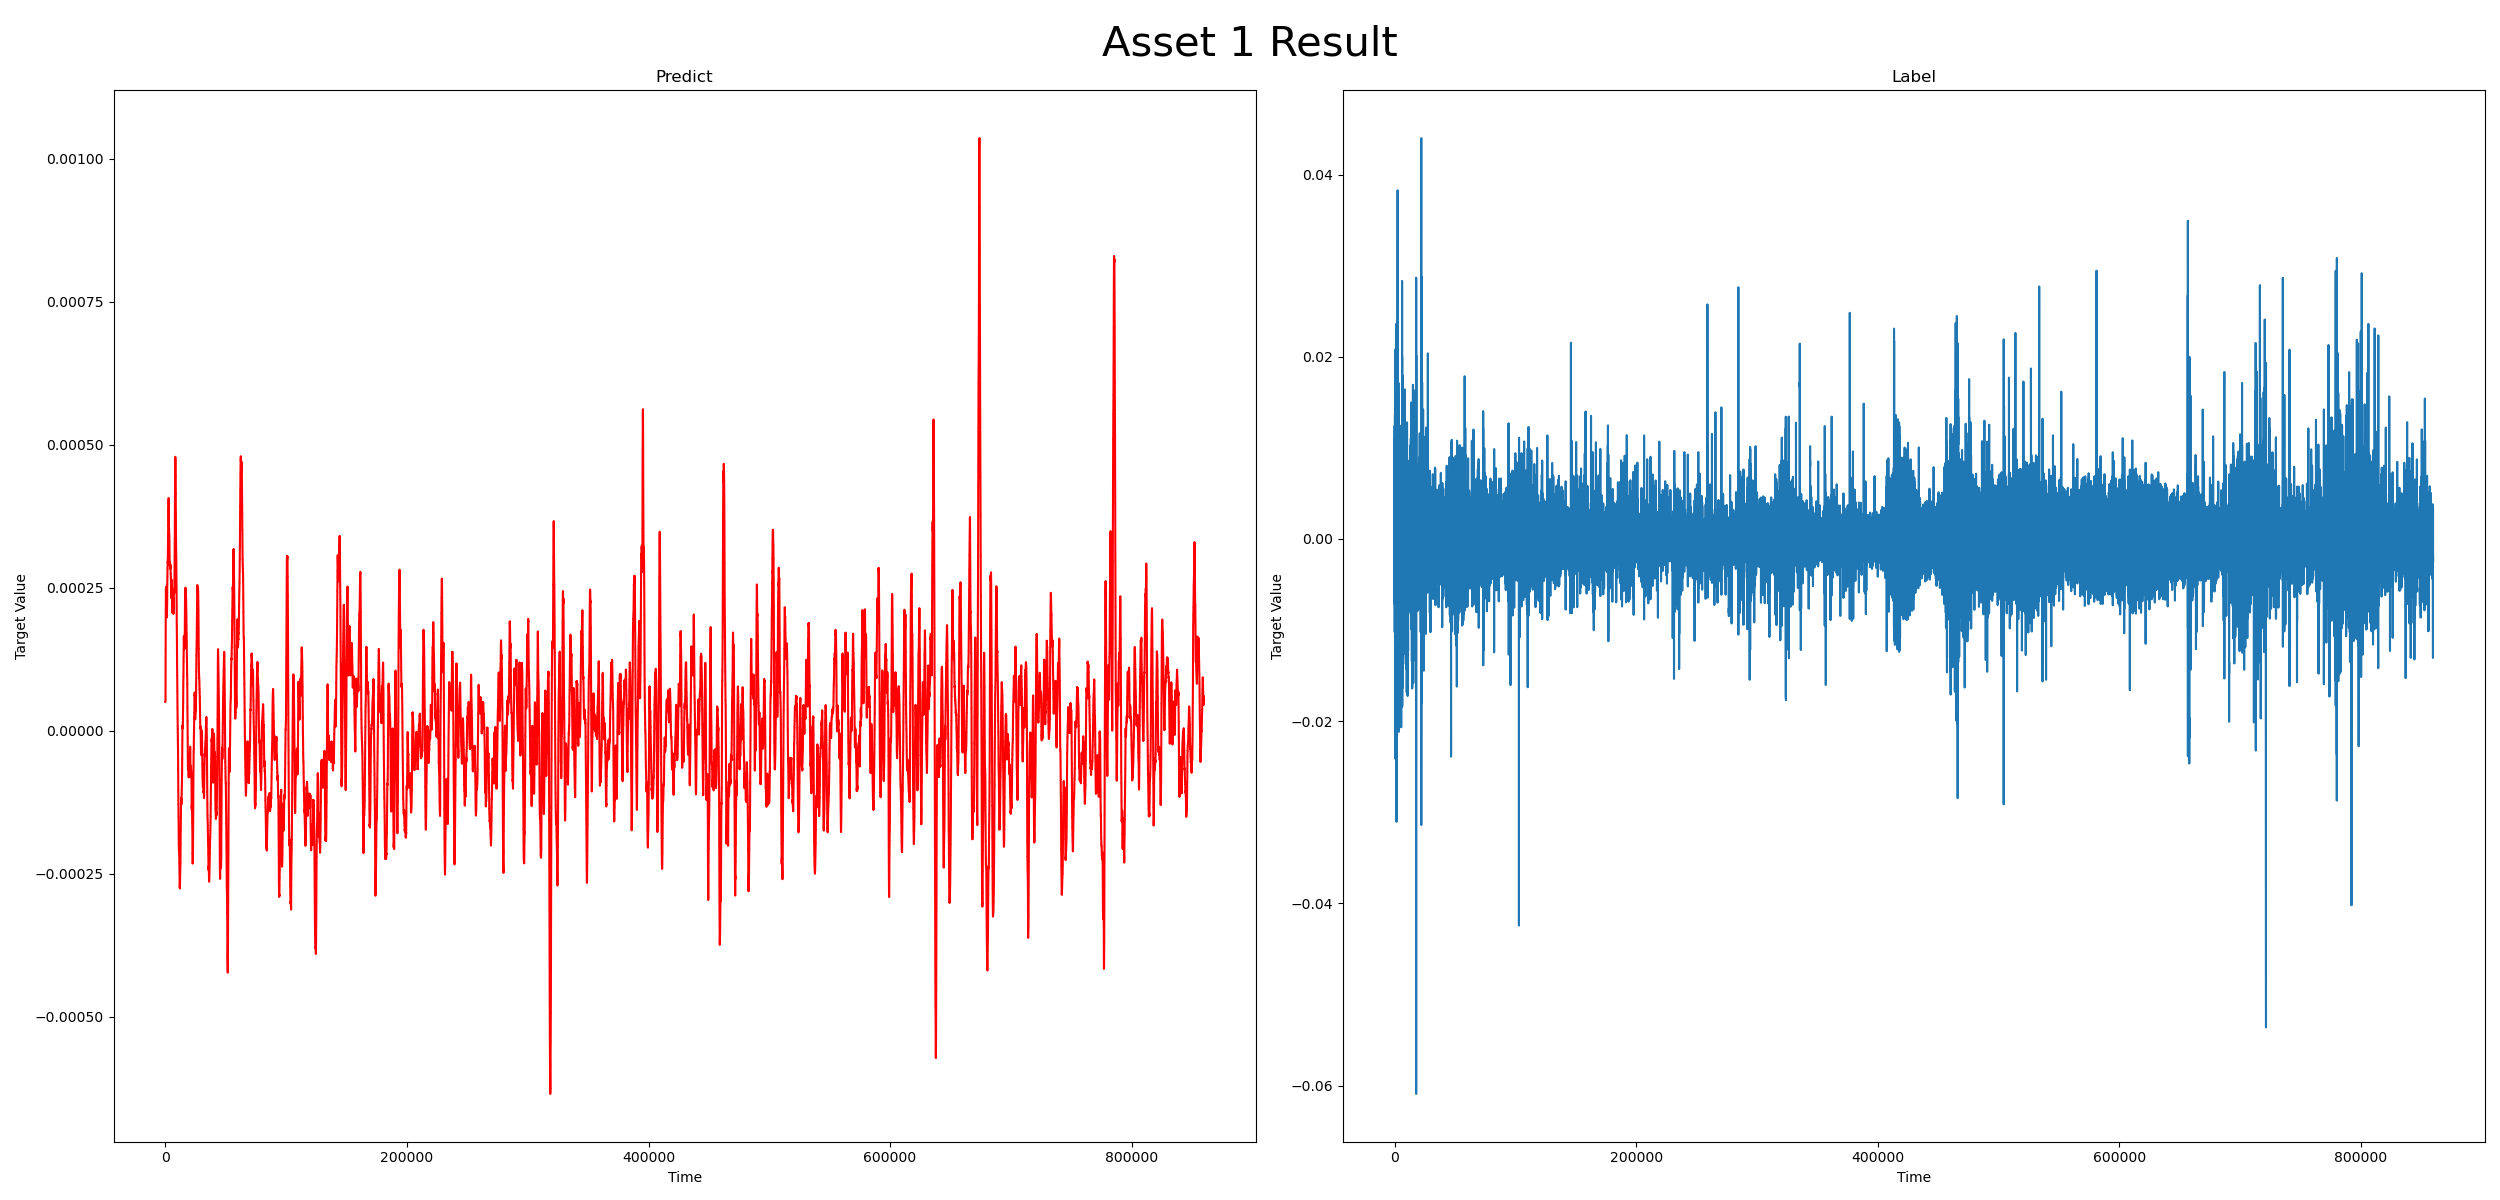 Asset 1 Result
Predict
Target Value
0.00100
0.00075
0.00050
0.00025
0.00000
−0.00025
−0.00050
0 200000 400000 600000 800000
Time
Label
Target Value
0.04
0.02
0.00
−0.02
−0.04
−0.06
0 200000 400000 600000 800000
Time